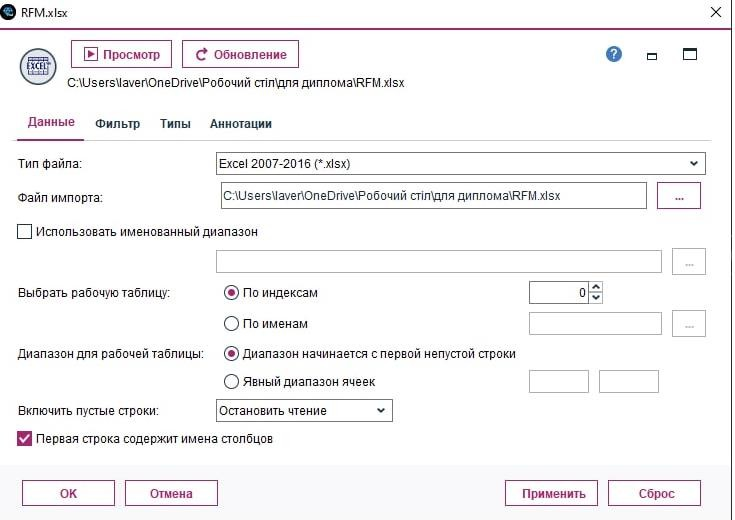 RFM.xlsx
Просмотр
Обновление
?
EXCEL
C:\Users\laver\OneDrive\Робочий стіл\для диплома\RFM.xlsx
Данные Фильтр Типы Аннотации
Тип файла: Excel 2007-2016 (*.xlsx)
Файл импорта: C:\Users\laver\OneDrive\Робочий стіл\для диплома\RFM.xlsx ...
Использовать именованный диапазон
...
Выбрать рабочую таблицу: По индексам 0
По именам ...
Диапазон для рабочей таблицы: Диапазон начинается с первой непустой строки
Явный диапазон ячеек
Включить пустые строки: Остановить чтение
Первая строка содержит имена столбцов
OK Отмена Применить Сброс